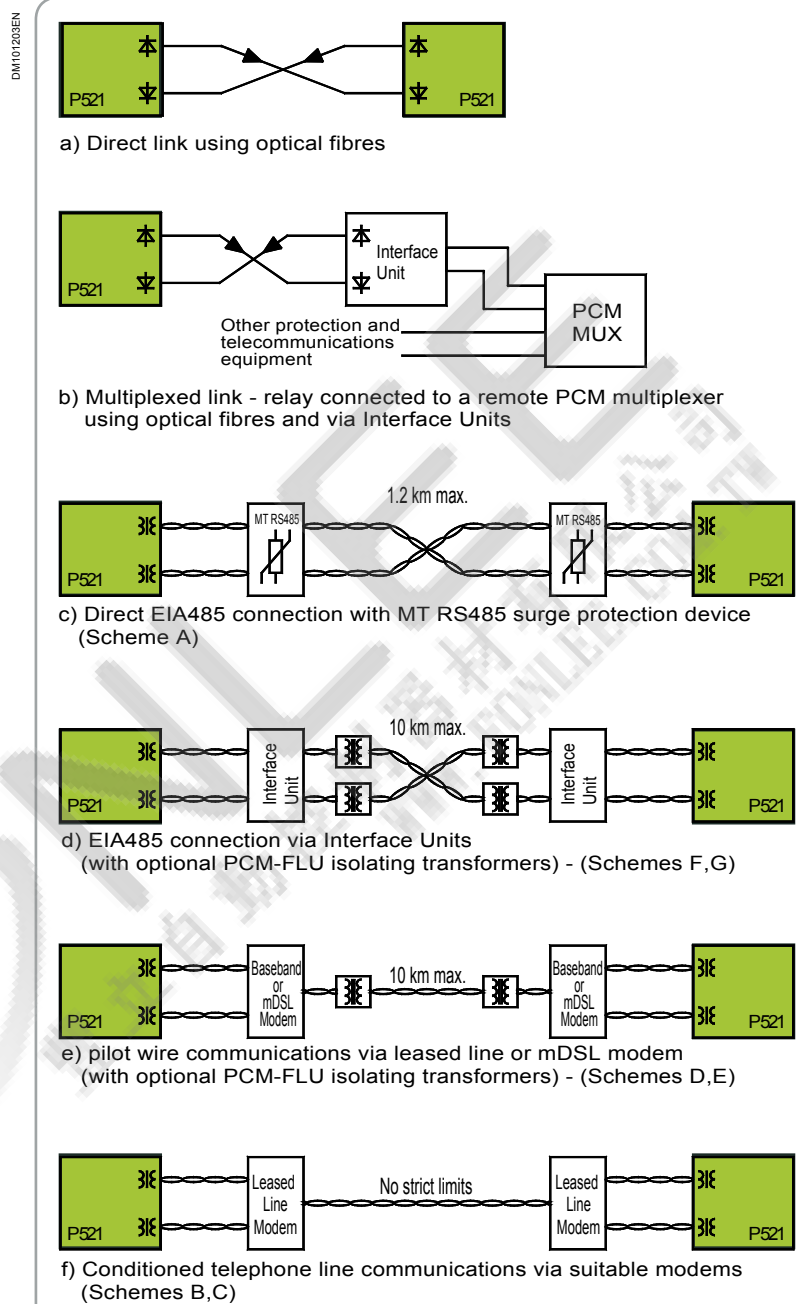 DM101203EN
P521
P521
a) Direct link using optical fibres
P521
Interface
Unit
PCM
MUX
Other protection and
telecommunications
equipment
b) Multiplexed link - relay connected to a remote PCM multiplexer
using optical fibres and via Interface Units
1.2 km max.
MT RS485
MT RS485
P521
P521
c) Direct EIA485 connection with MT RS485 surge protection device
(Scheme A)
10 km max.
Interface
Unit
Interface
Unit
P521
P521
d) EIA485 connection via Interface Units
(with optional PCM-FLU isolating transformers) - (Schemes F,G)
Baseband
or
mDSL
Modem
10 km max.
Baseband
or
mDSL
Modem
P521
P521
e) pilot wire communications via leased line or mDSL modem
(with optional PCM-FLU isolating transformers) - (Schemes D,E)
Leased
Line
Modem
No strict limits
Leased
Line
Modem
P521
P521
f) Conditioned telephone line communications via suitable modems
(Schemes B,C)